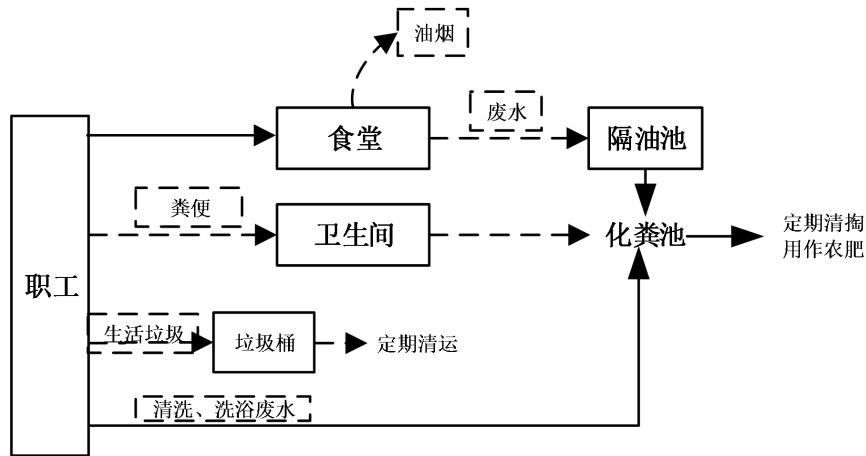 油烟
废水
食堂
隔油池
粪便
卫生间
化粪池
定期清掏
用作农肥
职工
生活垃圾
垃圾桶
定期清运
清洗、洗浴废水